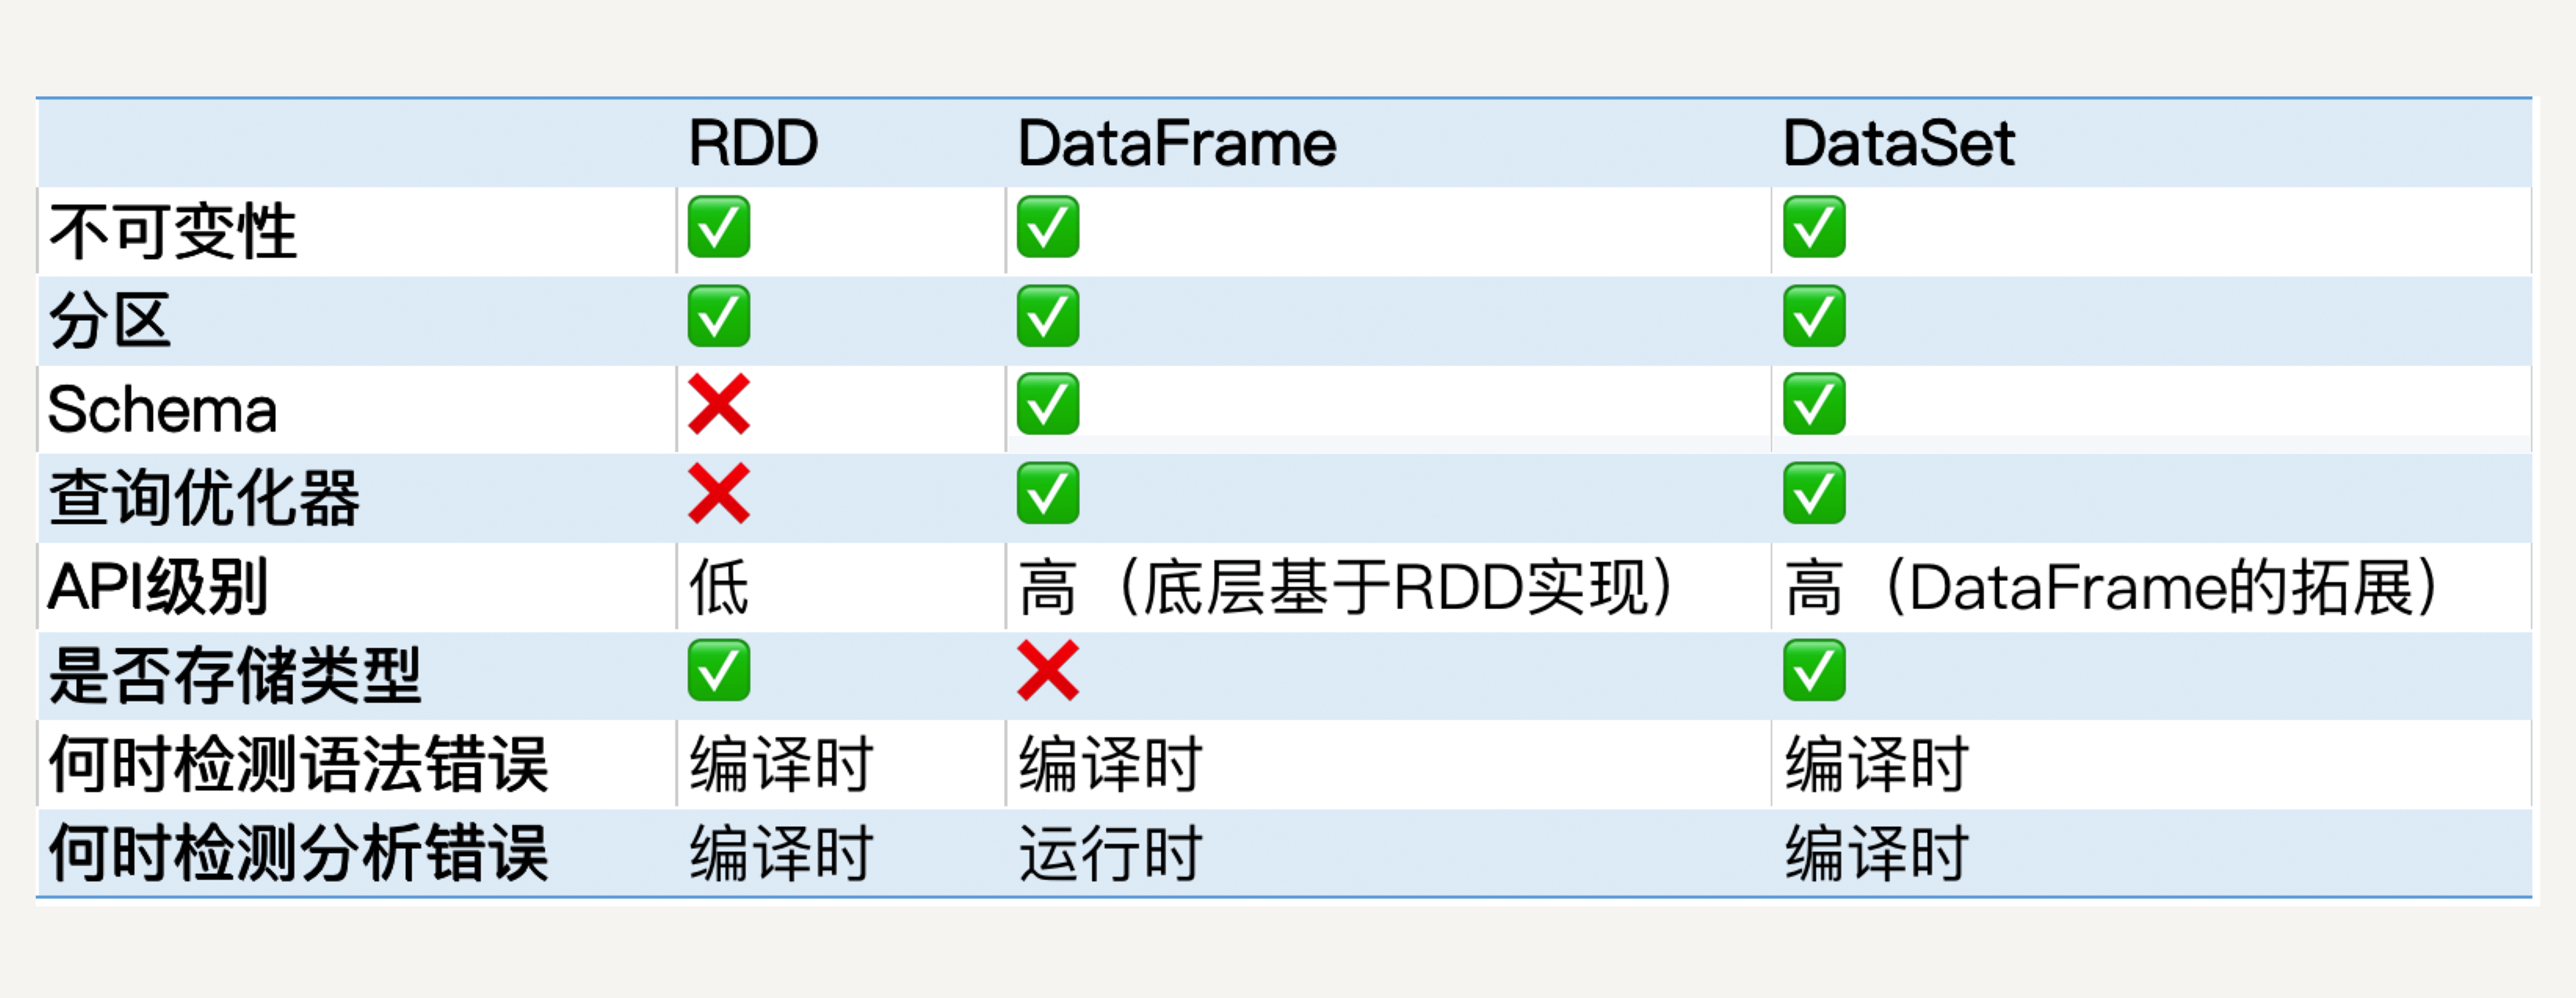 RDD DataFrame DataSet
不可变性 ✅ ✅ ✅
分区 ✅ ✅ ✅
Schema ❌ ✅ ✅
查询优化器 ❌ ✅ ✅
API级别 低 高（底层基于RDD实现） 高（DataFrame的拓展）
是否存储类型 ✅ ❌ ✅
何时检测语法错误 编译时 编译时 编译时
何时检测分析错误 编译时 运行时 编译时